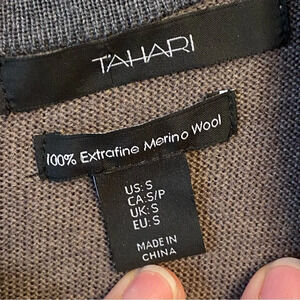 TAHARI
100% Extrafine Merino Wool
US: S
CA: S/P
UK: S
EU: S
MADE IN
CHINA